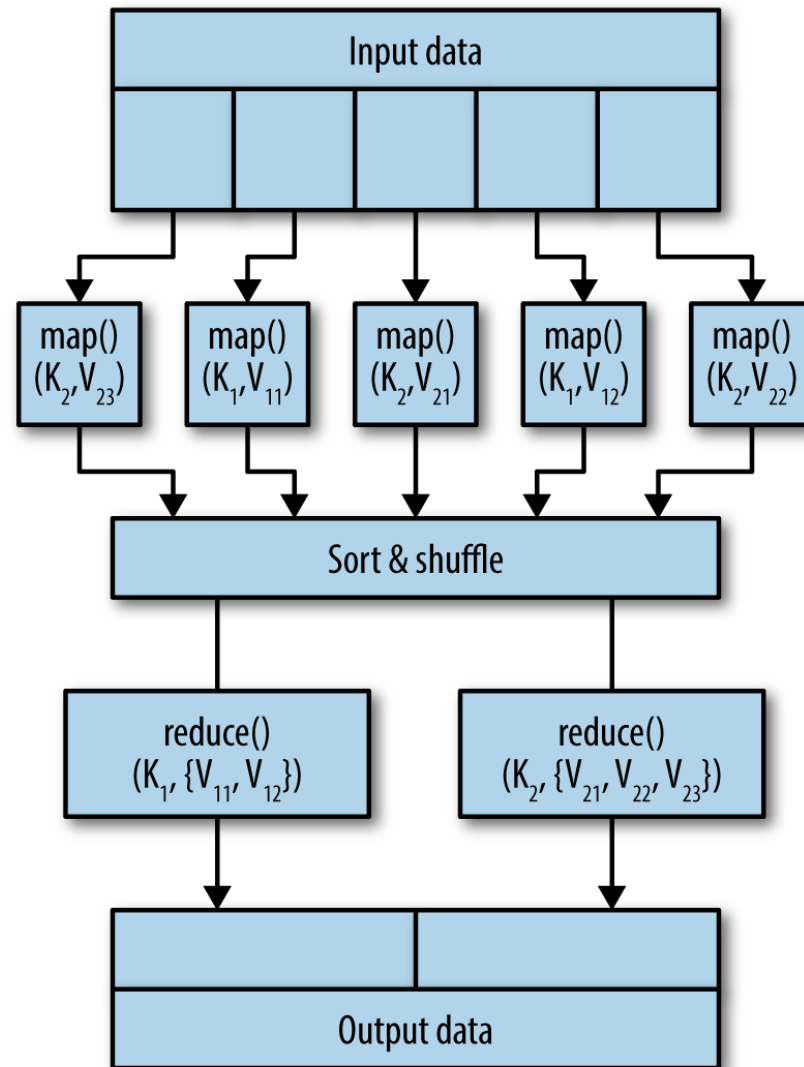 Input data
map()
(K₂,V₂₃)
map()
(K₁,V₁₁)
map()
(K₂,V₂₁)
map()
(K₁,V₁₂)
map()
(K₂,V₂₂)
Sort & shuffle
reduce()
(K₁, {V₁₁, V₁₂})
reduce()
(K₂, {V₂₁, V₂₂, V₂₃})
Output data